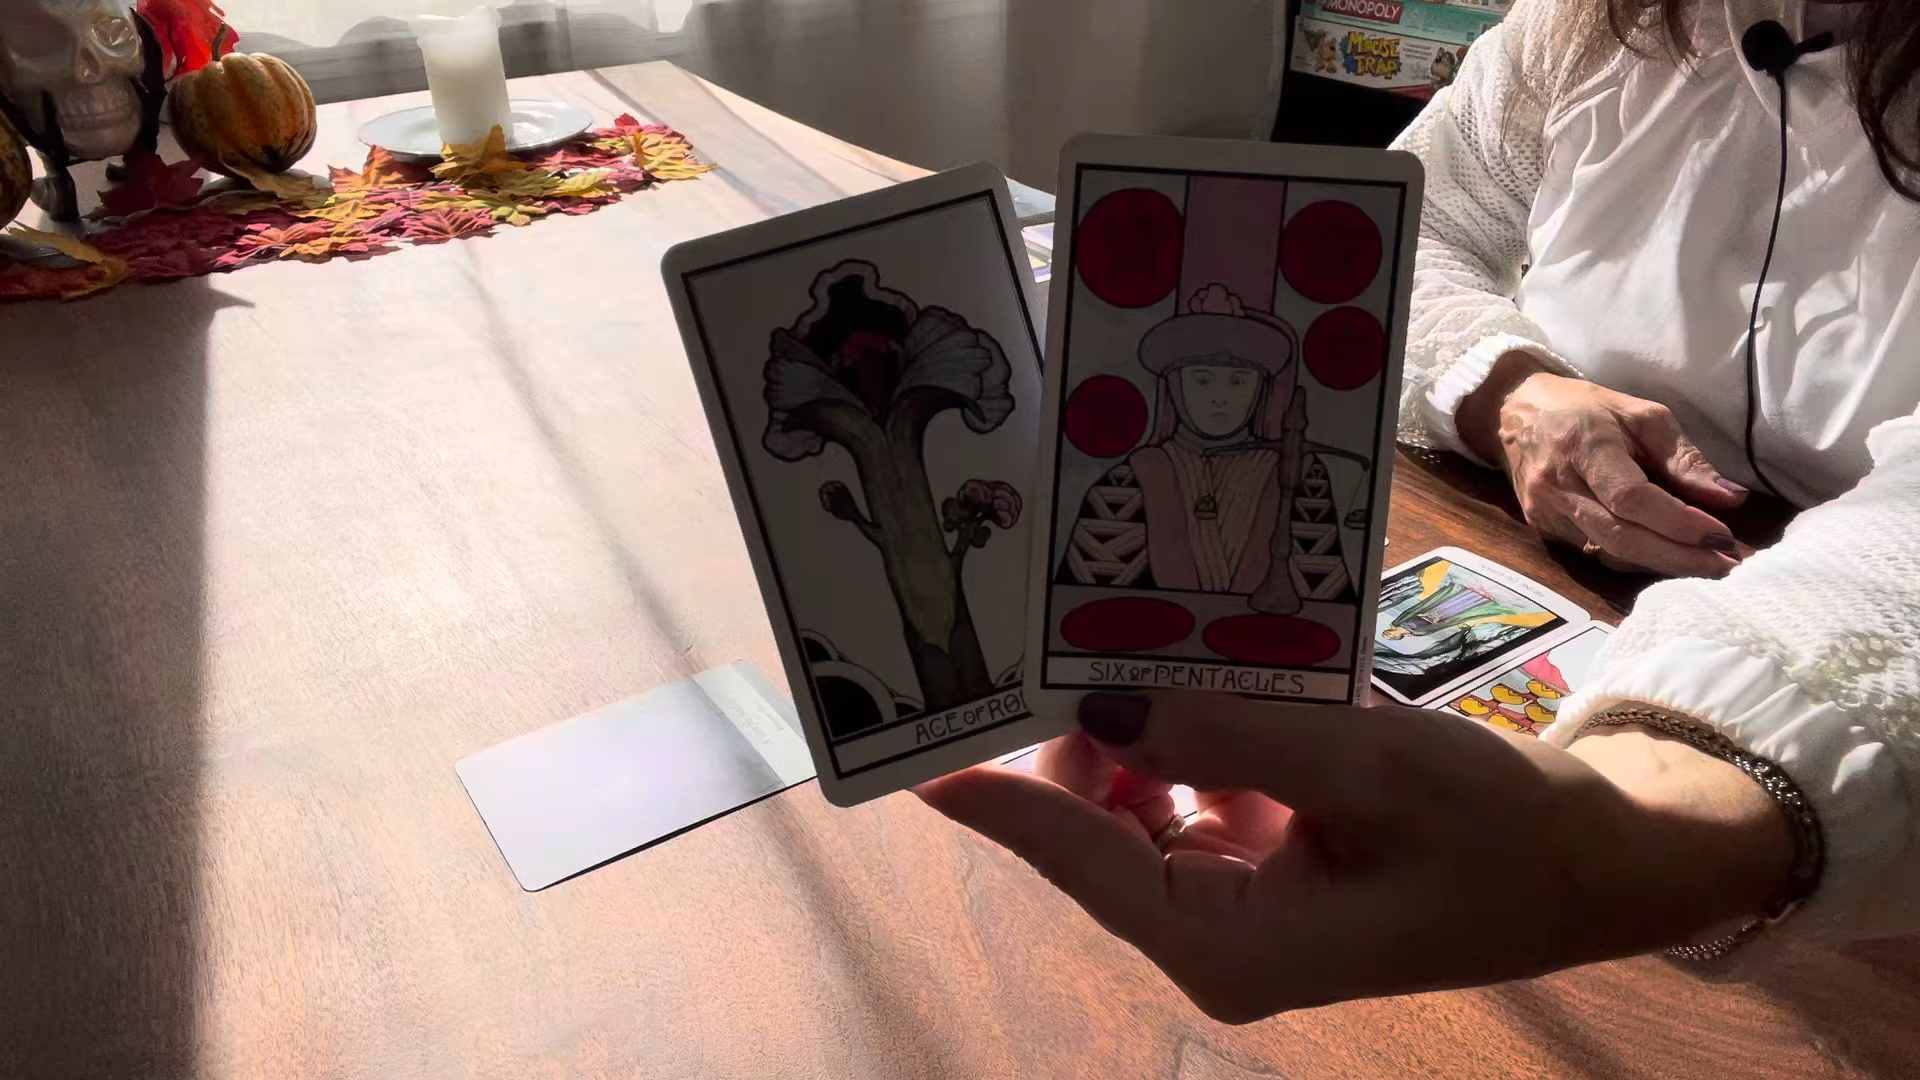 MONOPOLY
MOUSE
TRAP
SIX OF PENTACLES
ACE OF RO